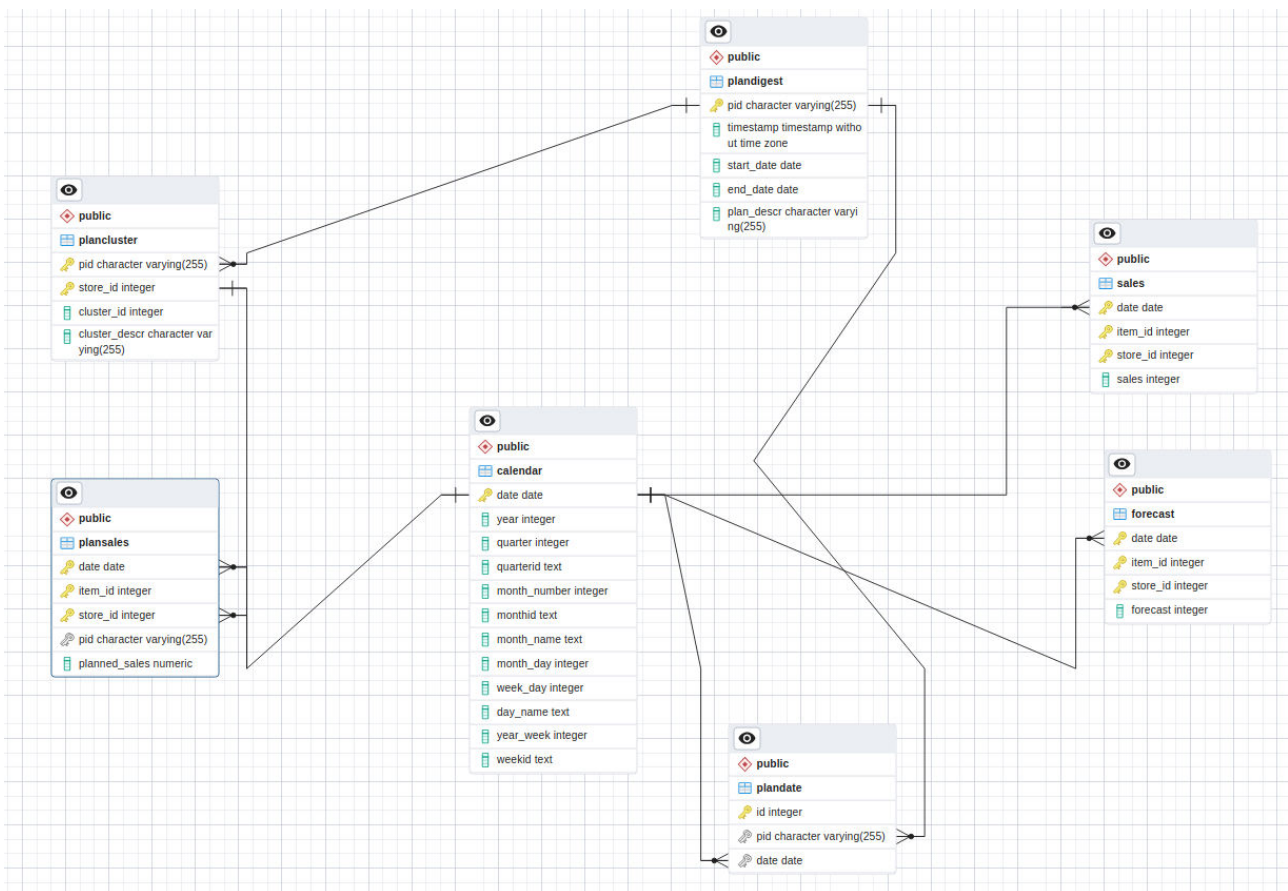 public
plandigest
pid character varying(255)
timestamp timestamp witho
ut time zone
start_date date
end_date date
plan_descr character varyi
ng(255)
public
plancluster
pid character varying(255)
store_id integer
cluster_id integer
cluster_descr character var
ying(255)
public
sales
date date
item_id integer
store_id integer
sales integer
public
calendar
date date
year integer
quarter integer
quarterid text
month_number integer
monthid text
month_name text
month_day integer
week_day integer
day_name text
year_week integer
weekid text
public
plansales
date date
item_id integer
store_id integer
pid character varying(255)
planned_sales numeric
public
forecast
date date
item_id integer
store_id integer
forecast integer
public
plandate
id integer
pid character varying(255)
date date